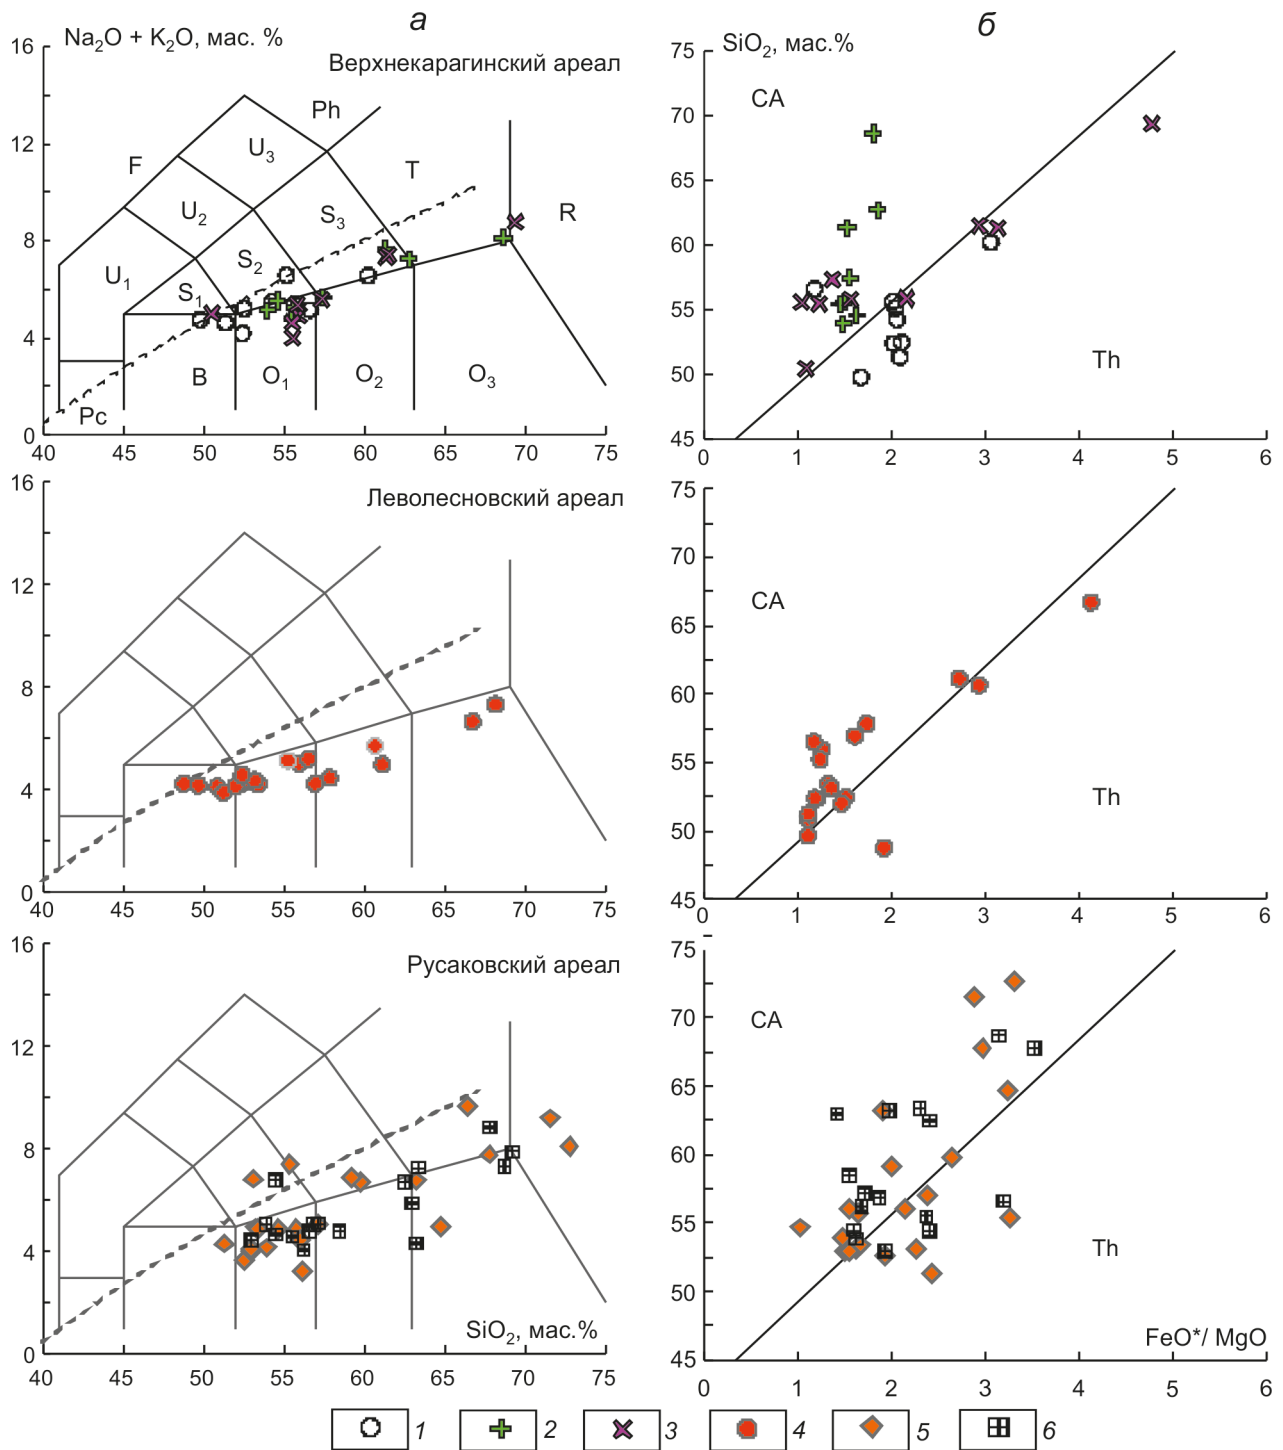 а
б
Na2O + K2O, мас. %
SiO2, мас.%
Верхнекарагинский ареал
16
12
8
4
0
Ph
F
U3
T
U2
S3
R
U1
S2
S1
B
O1
O2
O3
Pc
40 45 50 55 60 65 70 75
75
70
65
60
55
50
45
CA
Th
0 1 2 3 4 5 6
Леволесновский ареал
16
12
8
4
0
40 45 50 55 60 65 70 75
75
70
65
60
55
50
45
CA
Th
0 1 2 3 4 5 6
Русаковский ареал
16
12
8
4
0
SiO2, мас.%
40 45 50 55 60 65 70 75
75
70
65
60
55
50
45
CA
Th
FeO*/ MgO
0 1 2 3 4 5 6
1 2 3 4 5 6